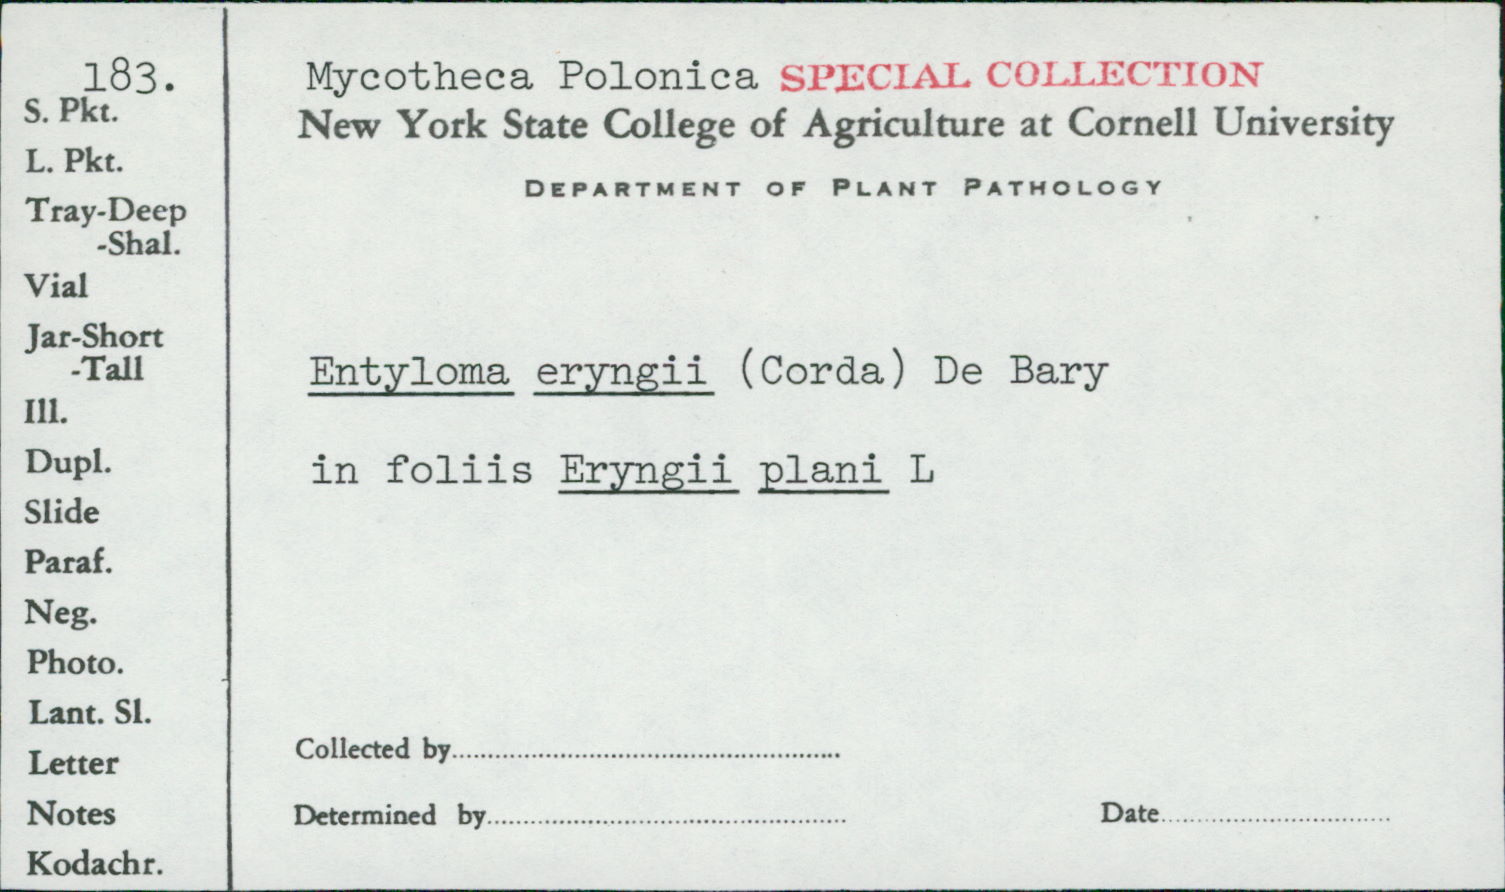 183.
S. Pkt.
L. Pkt.
Tray-Deep
-Shal.
Vial
Jar-Short
-Tall
Ill.
Dupl.
Slide
Paraf.
Neg.
Photo.
Lant. Sl.
Letter
Notes
Kodachr.
Mycotheca Polonica SPECIAL COLLECTION
New York State College of Agriculture at Cornell University
DEPARTMENT OF PLANT PATHOLOGY
Entyloma eryngii (Corda) De Bary
in foliis Eryngii plani L
Collected by
Determined by
Date